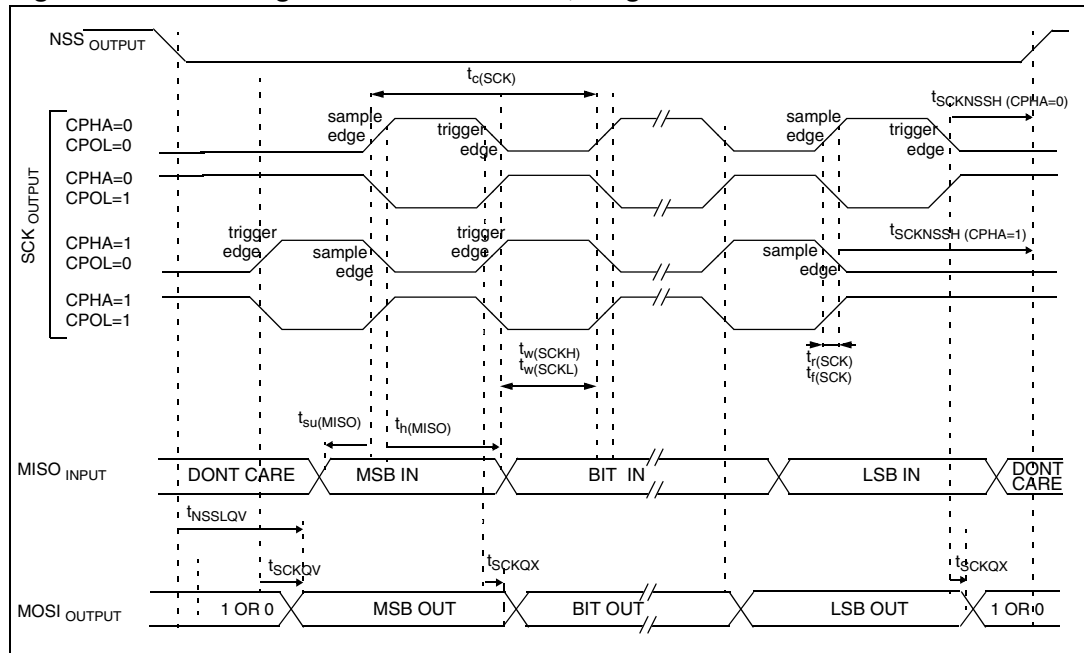 NSS OUTPUT
tc(SCK)
tSCKNSSH (CPHA=0)
SCK OUTPUT
CPHA=0
CPOL=0
sample edge
trigger edge
sample edge
trigger edge
CPHA=0
CPOL=1
CPHA=1
CPOL=0
trigger edge
sample edge
trigger edge
sample edge
tSCKNSSH (CPHA=1)
CPHA=1
CPOL=1
tw(SCKH)
tw(SCKL)
tr(SCK)
tf(SCK)
tsu(MISO)
th(MISO)
MISO INPUT
DONT CARE
MSB IN
BIT IN
LSB IN
DONT CARE
tNSSLQV
tSCKQV
tSCKQX
tSCKQX
MOSI OUTPUT
1 OR 0
MSB OUT
BIT OUT
LSB OUT
1 OR 0